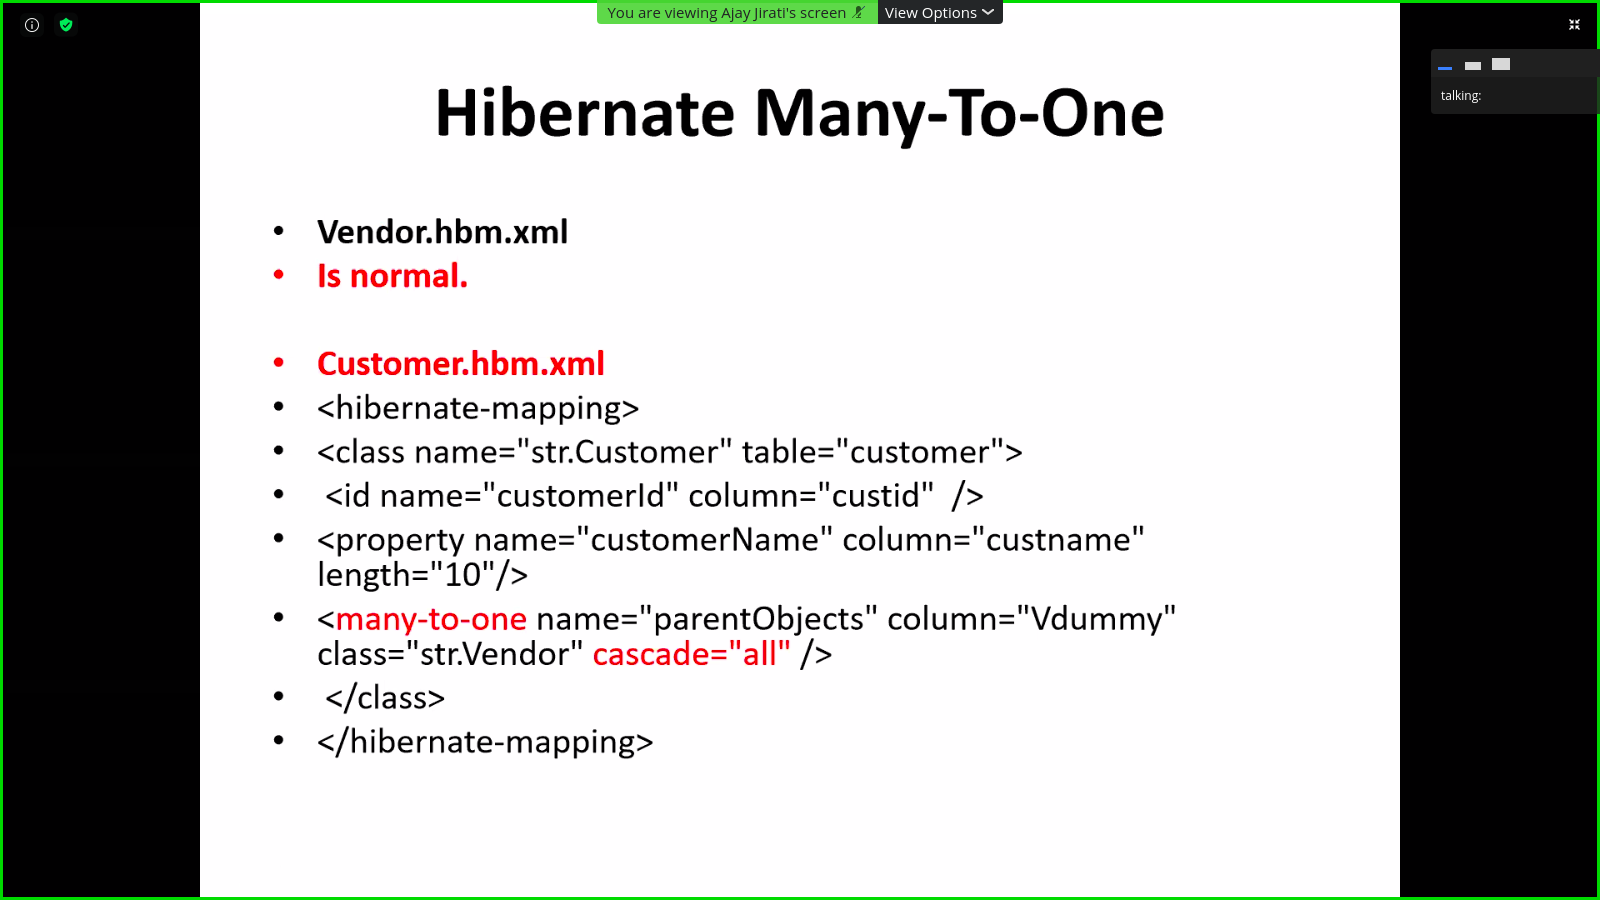 You are viewing Ajay Jirati's screen View Options
talking:
Hibernate Many-To-One
• Vendor.hbm.xml
• Is normal.
• Customer.hbm.xml
• <hibernate-mapping>
• <class name="str.Customer" table="customer">
• <id name="customerId" column="custid" />
• <property name="customerName" column="custname"
length="10"/>
• <many-to-one name="parentObjects" column="Vdummy"
class="str.Vendor" cascade="all" />
• </class>
• </hibernate-mapping>